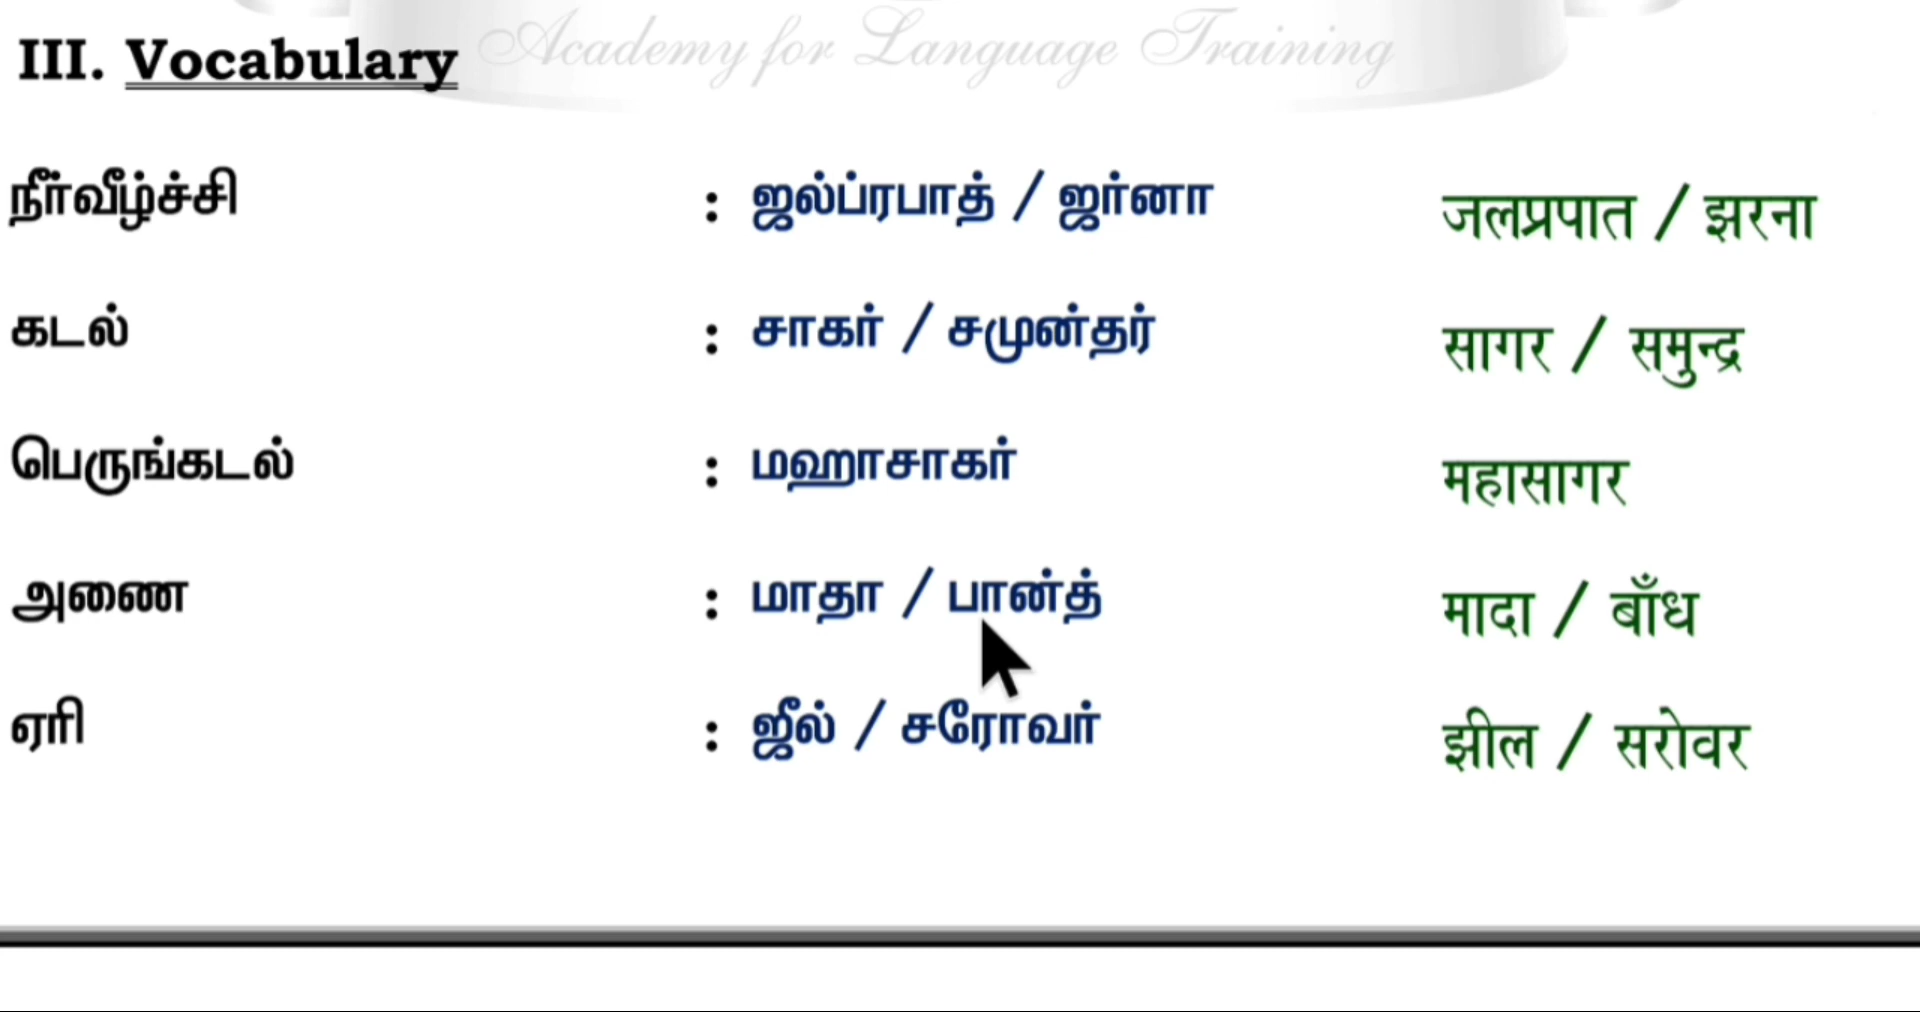 Academy for Language Training
III. Vocabulary
நீர்வீழ்ச்சி : ஜல்ப்ரபாத் / ஜர்னா जलप्रपात / झरना
கடல் : சாகர் / சமுன்தர் सागर / समुन्द्र
பெருங்கடல் : மஹாசாகர் महासागर
அணை : மாதா / பான்த் मादा / बाँध
ஏரி : ஜீல் / சரோவர் झील / सरोवर